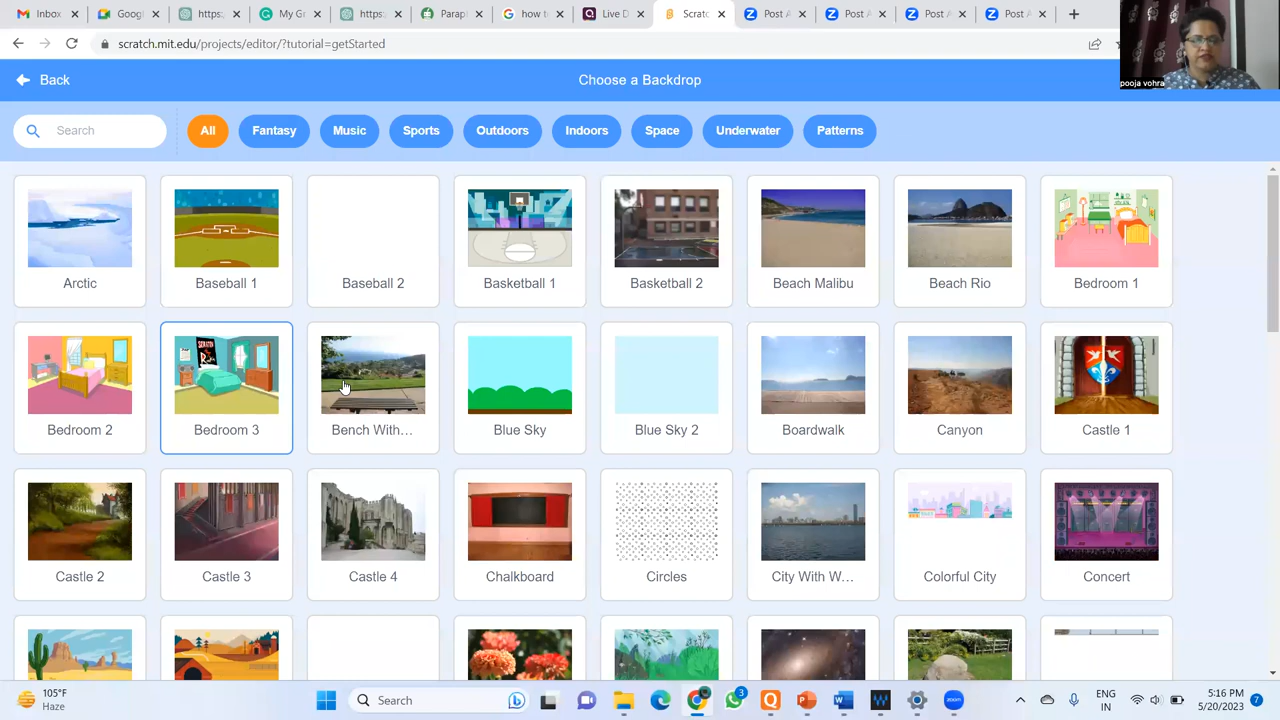 Inbox
Google
https:
My Gr
https:
Parap
how t
Live D
Scratc
Post A
Post A
Post A
Post A
scratch.mit.edu/projects/editor/?tutorial=getStarted
pooja vohra
Back
Choose a Backdrop
Search
All
Fantasy
Music
Sports
Outdoors
Indoors
Space
Underwater
Patterns
Arctic
Baseball 1
Baseball 2
Basketball 1
Basketball 2
Beach Malibu
Beach Rio
Bedroom 1
Bedroom 2
Bedroom 3
Bench With...
Blue Sky
Blue Sky 2
Boardwalk
Canyon
Castle 1
Castle 2
Castle 3
Castle 4
Chalkboard
Circles
City With W...
Colorful City
Concert
105°F
Haze
Search
3
ENG
IN
5:16 PM
5/20/2023
7